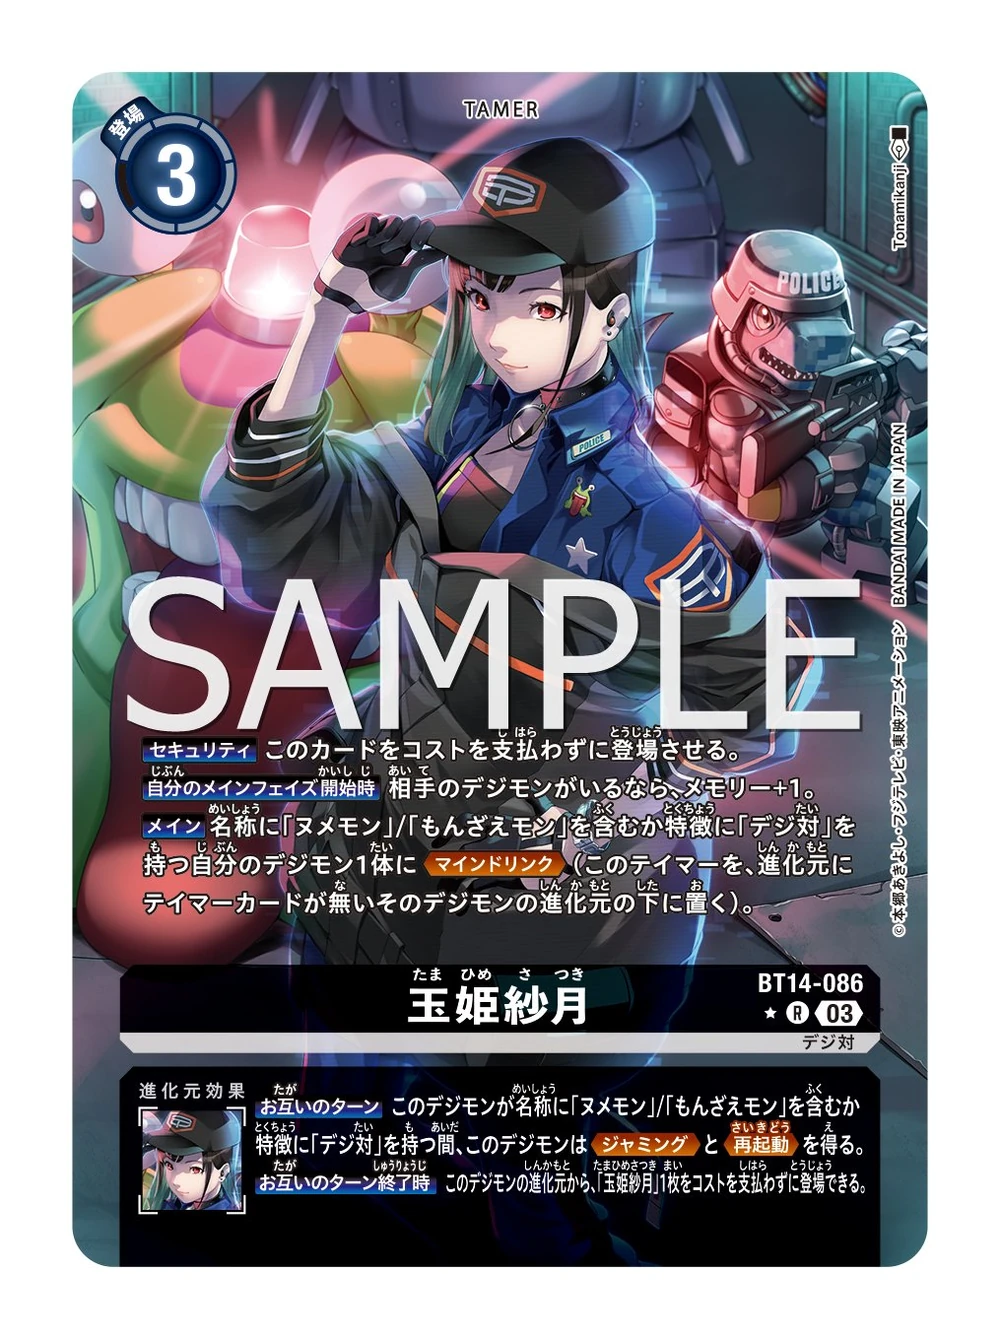 TAMER
登場
3
Tonamikanji
POLICE
POLICE
BANDAI MADE IN JAPAN
©本郷あきよし・フジテレビ・東映アニメーション
SAMPLE
セキュリティ このカードをコストを支払わずに登場させる。
自分のメインフェイズ開始時 相手のデジモンがいるなら、メモリー+1。
メイン 名称に「ヌメモン」/「もんざえモン」を含むか特徴に「デジ対」を
持つ自分のデジモン1体に マインドリンク (このテイマーを、進化元に
テイマーカードが無いそのデジモンの進化元の下に置く)。
たま ひめ さ つき
玉姫紗月
BT14-086
R 03
デジ対
進化元効果
お互いのターン このデジモンが名称に「ヌメモン」/「もんざえモン」を含むか
特徴に「デジ対」を持つ間、このデジモンは ジャミング と 再起動 を得る。
お互いのターン終了時 このデジモンの進化元から、「玉姫紗月」1枚をコストを支払わずに登場できる。